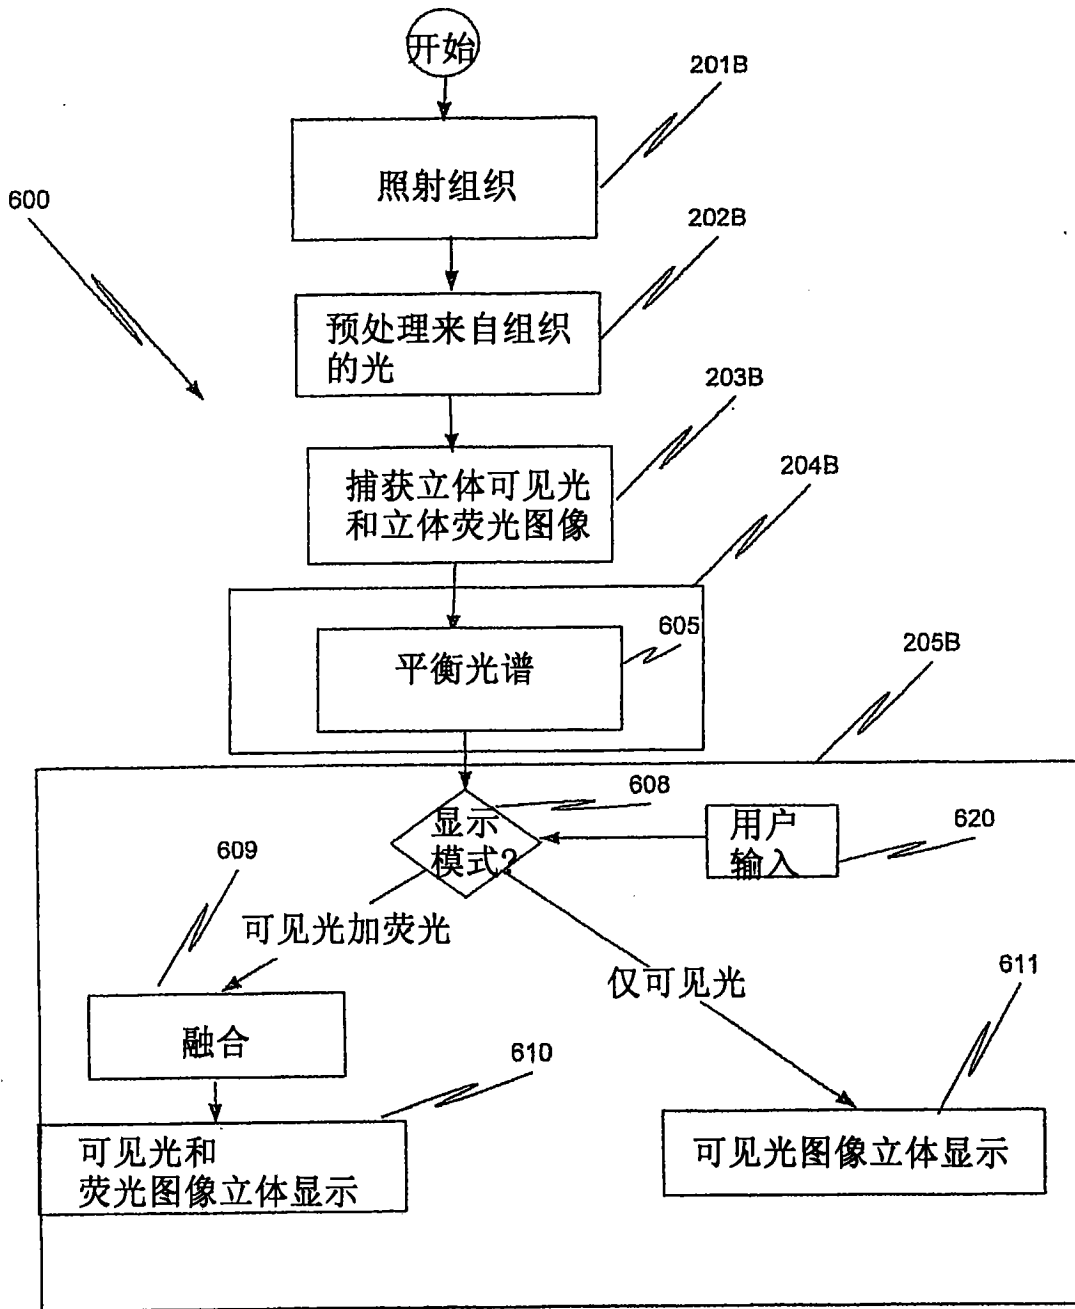 开始
201B
照射组织
600
202B
预处理来自组织
的光
203B
捕获立体可见光
和立体荧光图像
204B
605
平衡光谱
205B
608
显示
模式?
用户
输入
620
609
可见光加荧光
仅可见光
611
融合
610
可见光和
荧光图像立体显示
可见光图像立体显示